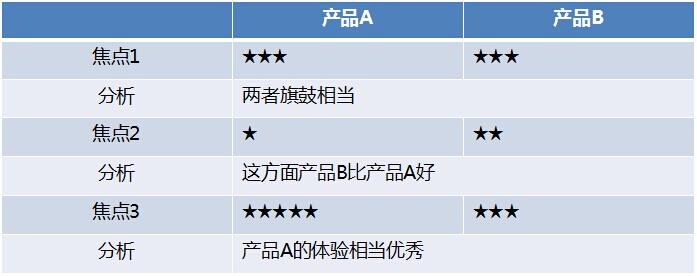 产品A 产品B
焦点1 ★★★ ★★★
分析 两者旗鼓相当
焦点2 ★ ★★
分析 这方面产品B比产品A好
焦点3 ★★★★★ ★★★
分析 产品A的体验相当优秀